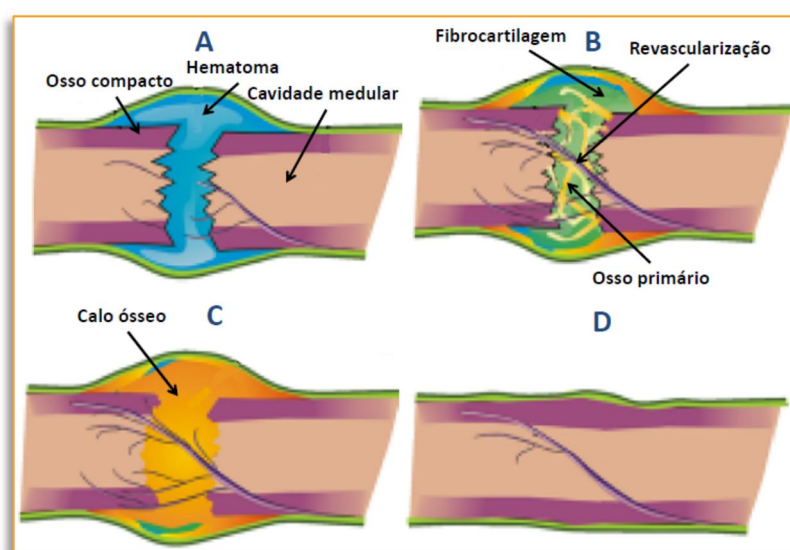 A
Osso compacto
Hematoma
Cavidade medular
Fibrocartilagem
B
Revascularização
Osso primário
C
Calo ósseo
D